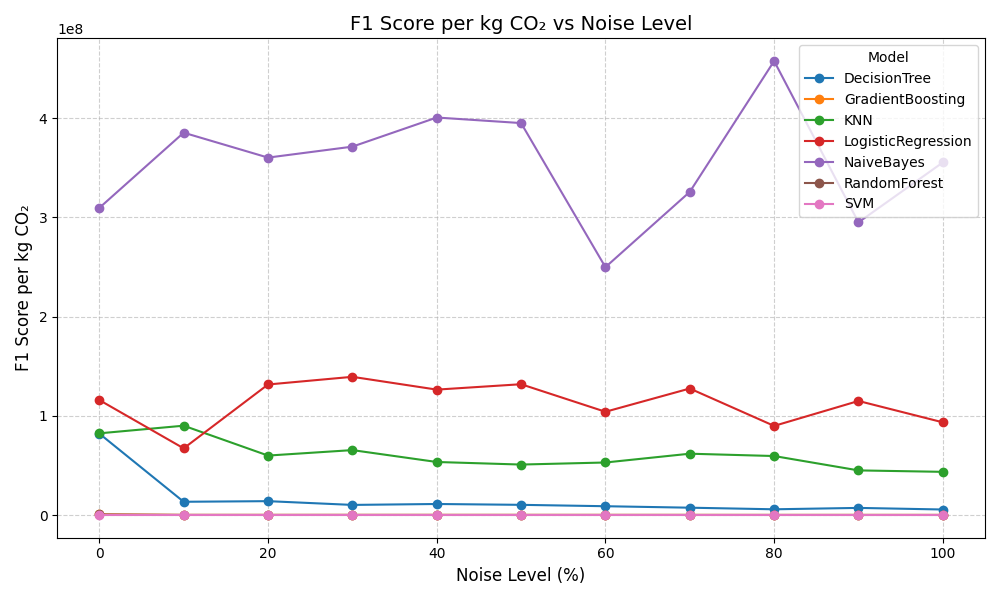 F1 Score per kg CO₂ vs Noise Level
1e8
Model
DecisionTree
GradientBoosting
KNN
LogisticRegression
NaiveBayes
RandomForest
SVM
F1 Score per kg CO₂
4
3
2
1
0
0 20 40 60 80 100
Noise Level (%)